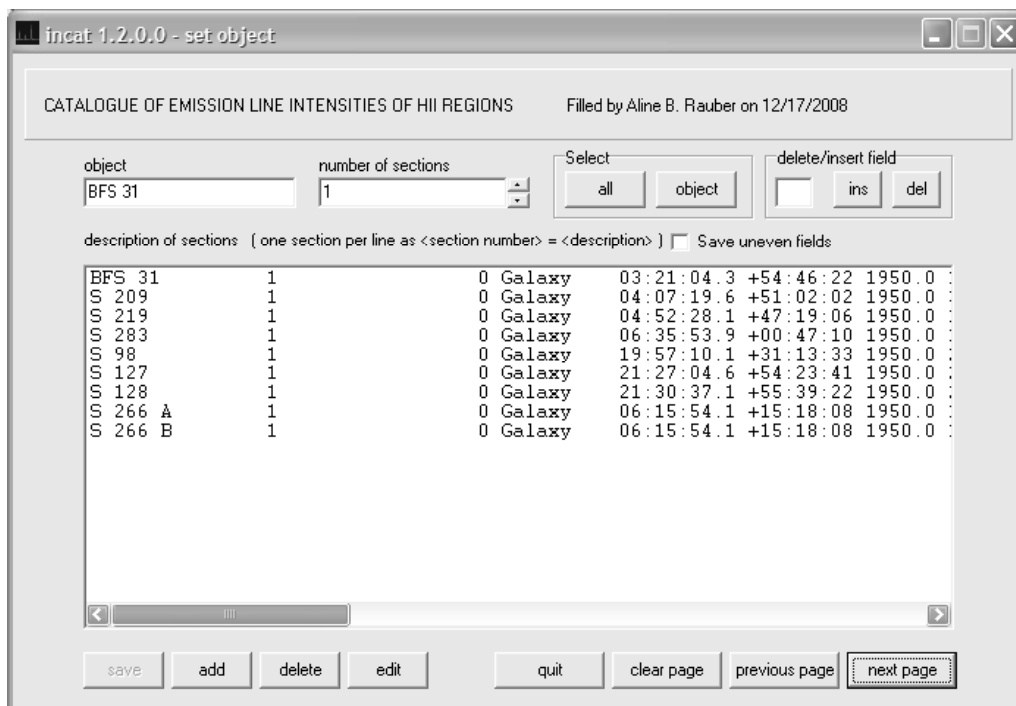 incat 1.2.0.0 - set object
CATALOGUE OF EMISSION LINE INTENSITIES OF HII REGIONS Filled by Aline B. Rauber on 12/17/2008
object number of sections Select delete/insert field
BFS 31 1 all object ins del
description of sections ( one section per line as <section number> = <description> ) Save uneven fields
BFS 31 1 0 Galaxy 03:21:04.3 +54:46:22 1950.0
S 209 1 0 Galaxy 04:07:19.6 +51:02:02 1950.0
S 219 1 0 Galaxy 04:52:28.1 +47:19:06 1950.0
S 283 1 0 Galaxy 06:35:53.9 +00:47:10 1950.0
S 98 1 0 Galaxy 19:57:10.1 +31:13:33 1950.0
S 127 1 0 Galaxy 21:27:04.6 +54:23:41 1950.0
S 128 1 0 Galaxy 21:30:37.1 +55:39:22 1950.0
S 266 A 1 0 Galaxy 06:15:54.1 +15:18:08 1950.0
S 266 B 1 0 Galaxy 06:15:54.1 +15:18:08 1950.0
save add delete edit quit clear page previous page next page